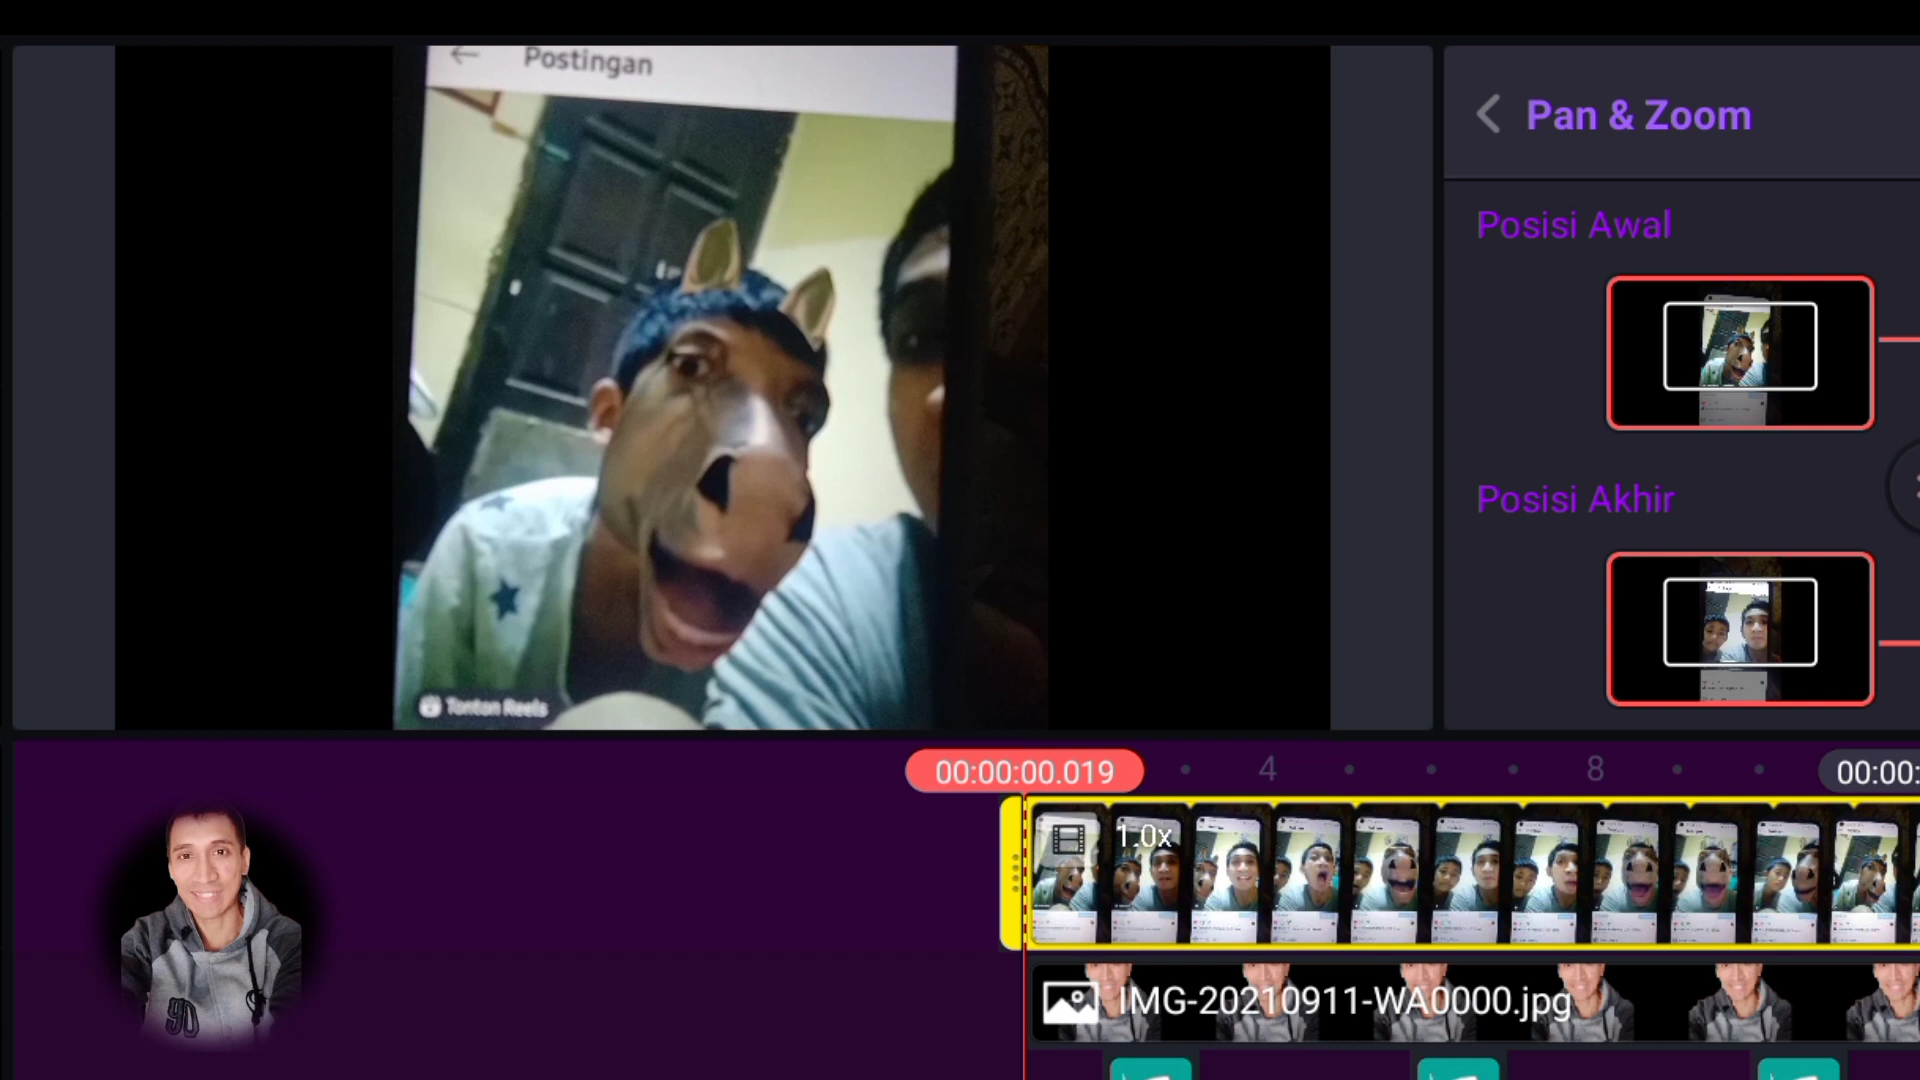 Postingan
Tonton Reels
Pan & Zoom
Posisi Awal
Posisi Akhir
00:00:00.019
4
8
00:00:
1.0x
IMG-20210911-WA0000.jpg
9D